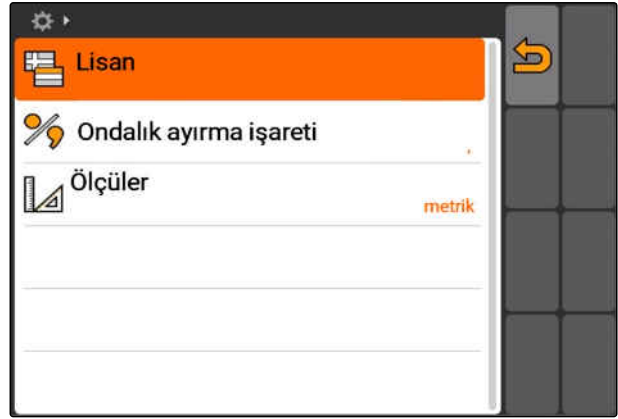 Lisan
Ondalık ayırma işareti
,
Ölçüler
metrik